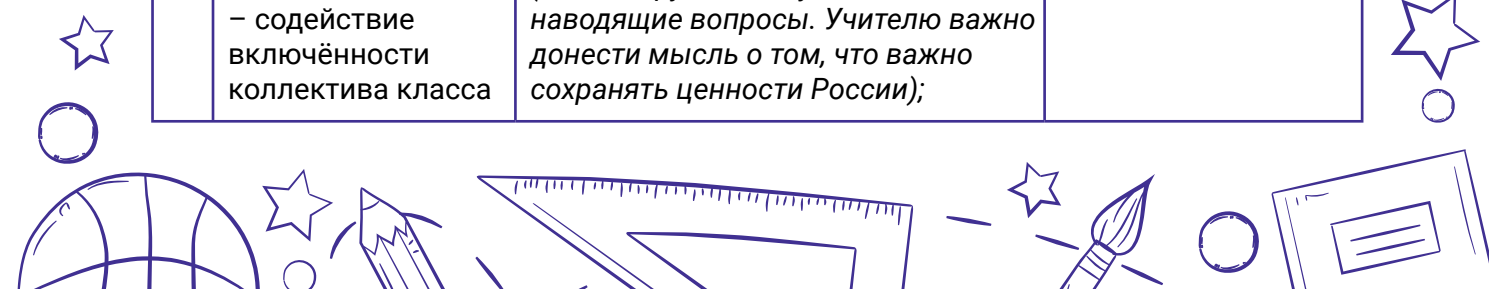 – содействие
включённости
коллектива класса
наводящие вопросы. Учителю важно
донести мысль о том, что важно
сохранять ценности России);